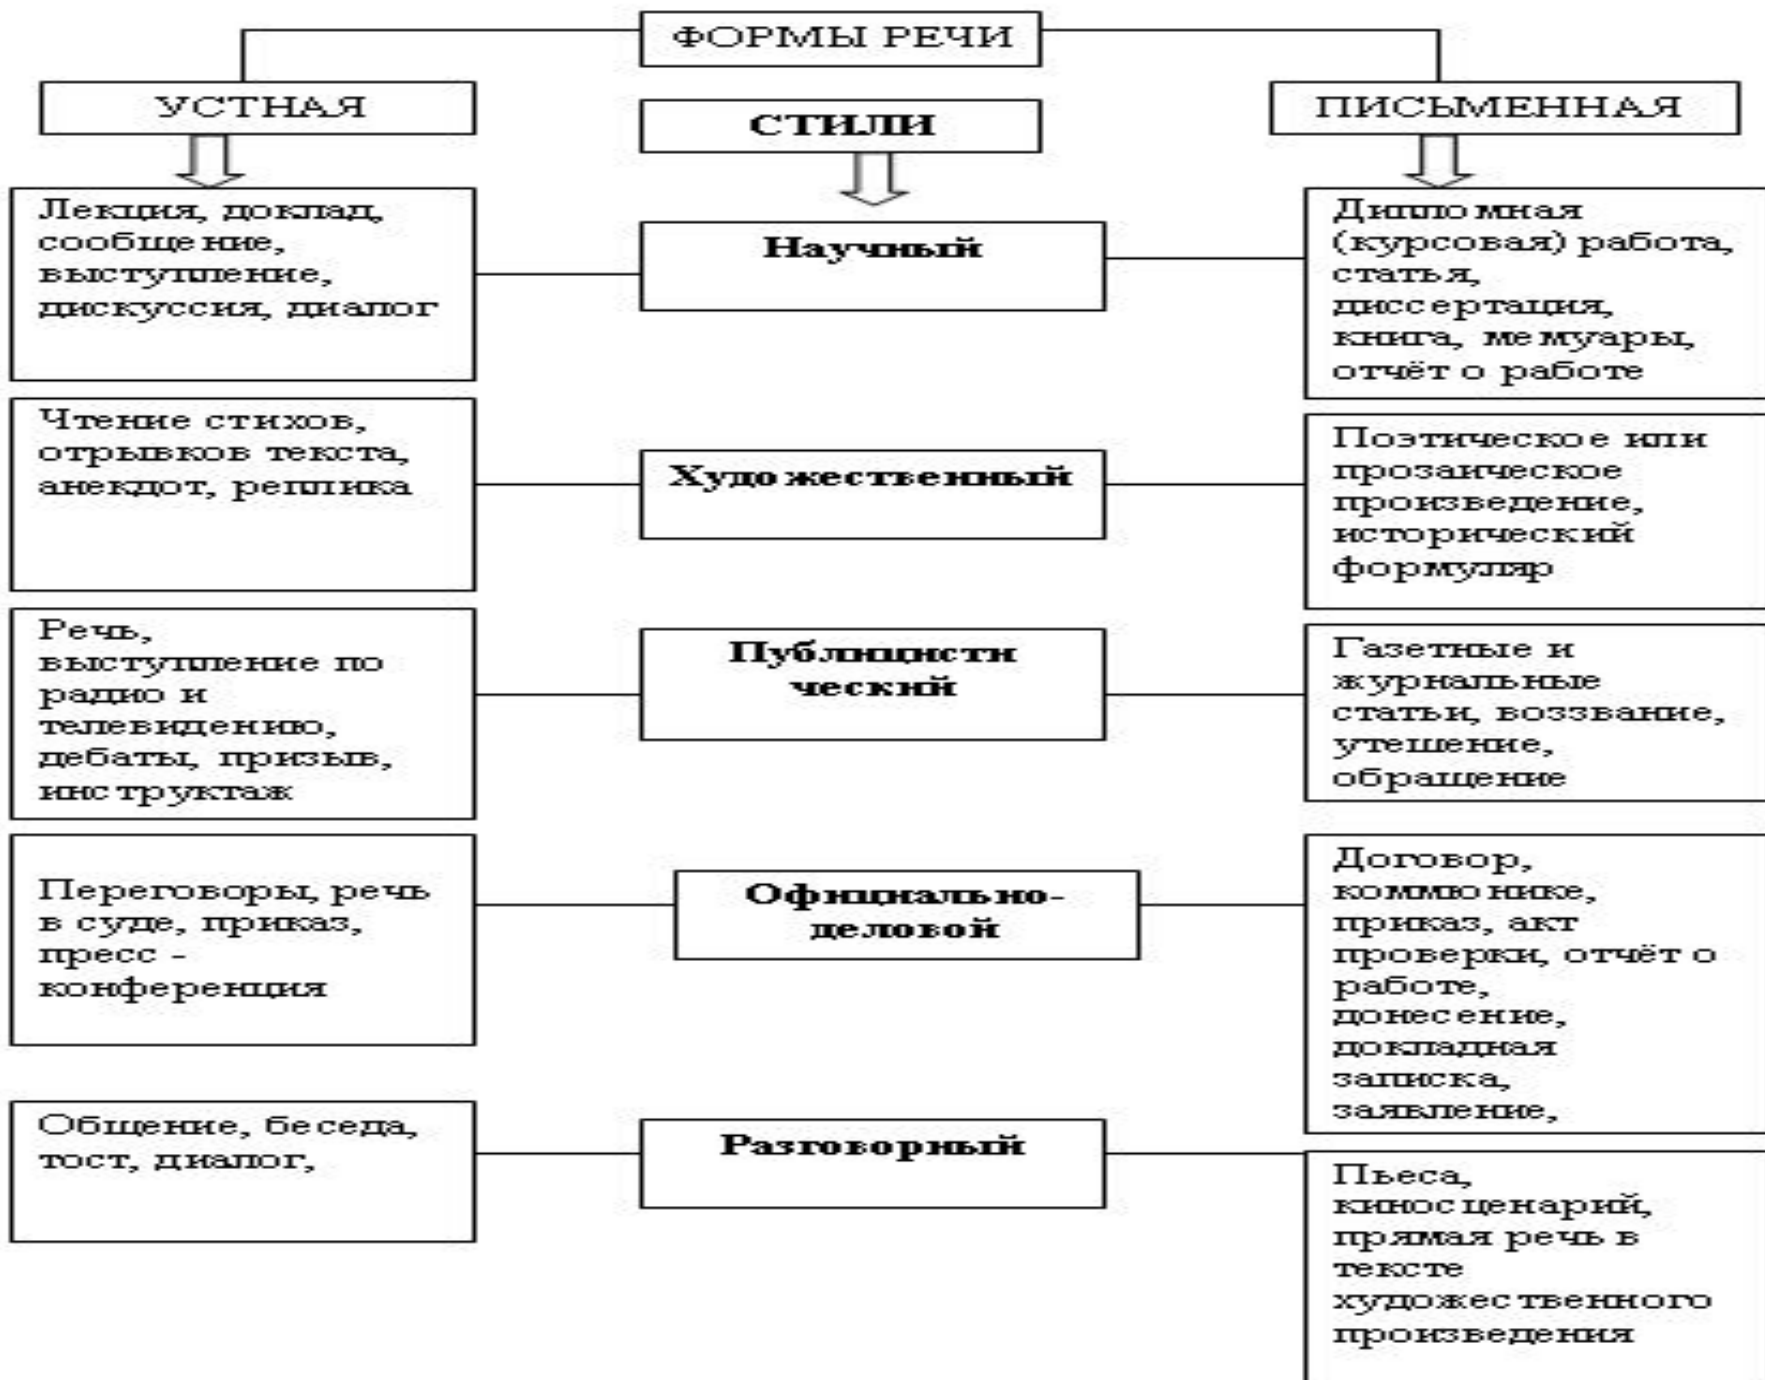 ФОРМЫ РЕЧИ
УСТНАЯ
СТИЛИ
ПИСЬМЕННАЯ
Лекция, доклад,
сообщение,
выступление,
дискуссия, диалог
Научный
Дипломная
(курсовая) работа,
статья,
диссертация,
книга, мемуары,
отчёт о работе
Чтение стихов,
отрывков текста,
анекдот, реплика
Художественный
Поэтическое или
прозаическое
произведение,
исторический
формуляр
Речь,
выступление по
радио и
телевидению,
дебаты, призыв,
инструктаж
Публицисти
ческий
Газетные и
журнальные
статьи, воззвание,
утешение,
обращение
Переговоры, речь
в суде, приказ,
пресс -
конференция
Официально-
деловой
Договор,
коммюнике,
приказ, акт
проверки, отчёт о
работе,
донесение,
докладная
записка,
заявление,
Общение, беседа,
тост, диалог,
Разговорный
Пьеса,
киносценарий,
прямая речь в
тексте
художественного
произведения